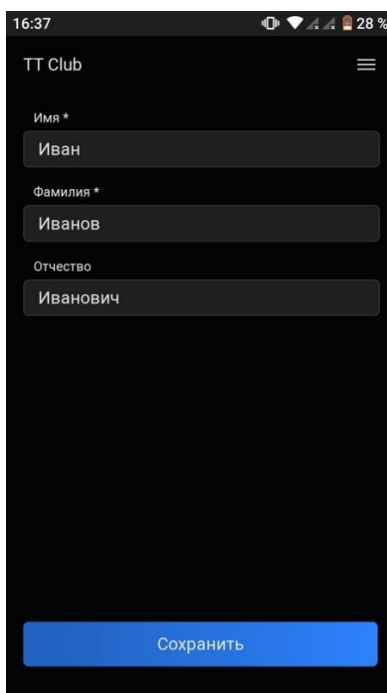 16:37 28 %
TT Club
Имя *
Иван
Фамилия *
Иванов
Отчество
Иванович
Сохранить